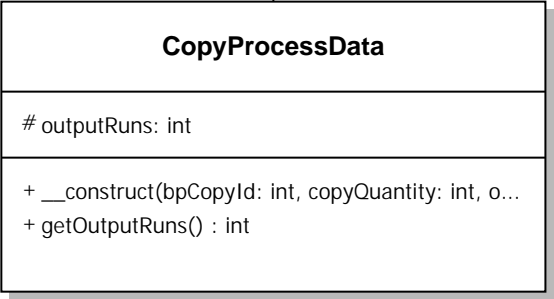 CopyProcessData
# outputRuns: int
+ __construct(bpCopyId: int, copyQuantity: int, o...
+ getOutputRuns() : int